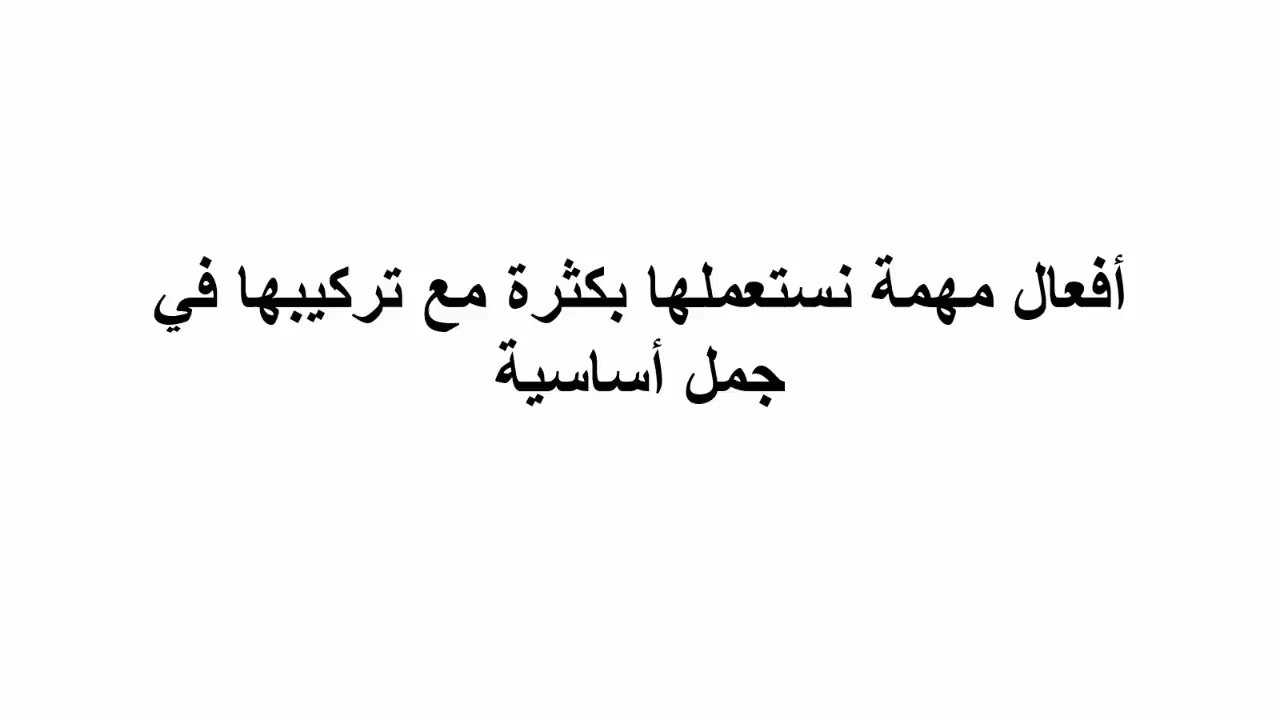 أفعال مهمة نستعملها بكثرة مع تركيبها في
جمل أساسية